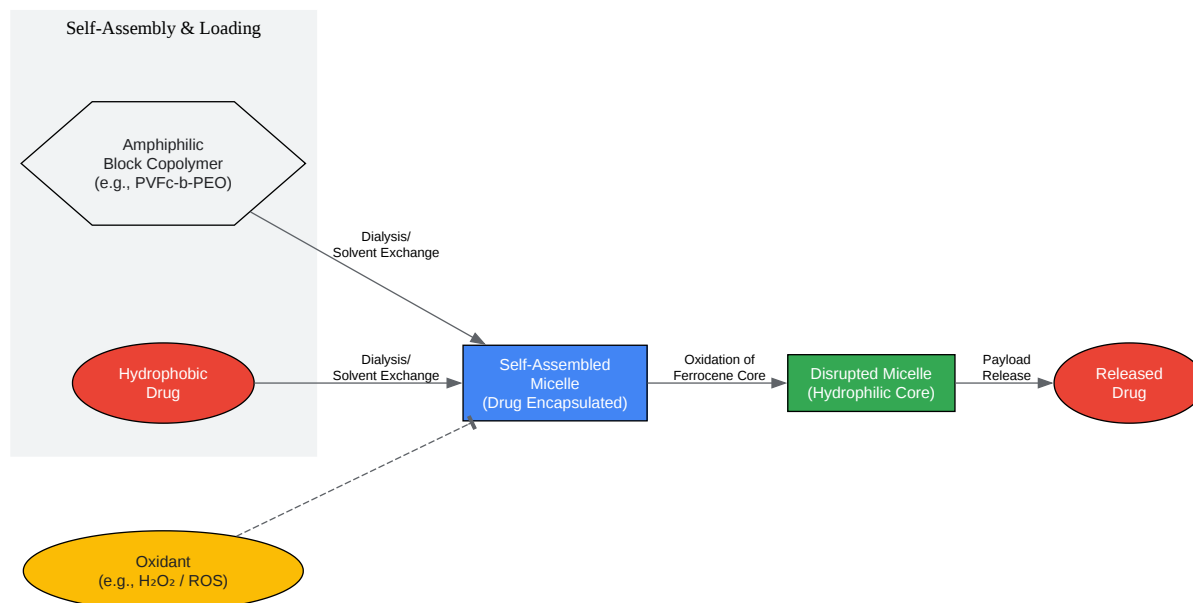 Self-Assembly & Loading
Amphiphilic
Block Copolymer
(e.g., PVFc-b-PEO)
Dialysis/
Solvent Exchange
Hydrophobic
Drug
Dialysis/
Solvent Exchange
Self-Assembled
Micelle
(Drug Encapsulated)
Oxidation of
Ferrocene Core
Disrupted Micelle
(Hydrophilic Core)
Payload
Release
Released
Drug
Oxidant
(e.g., H₂O₂ / ROS)